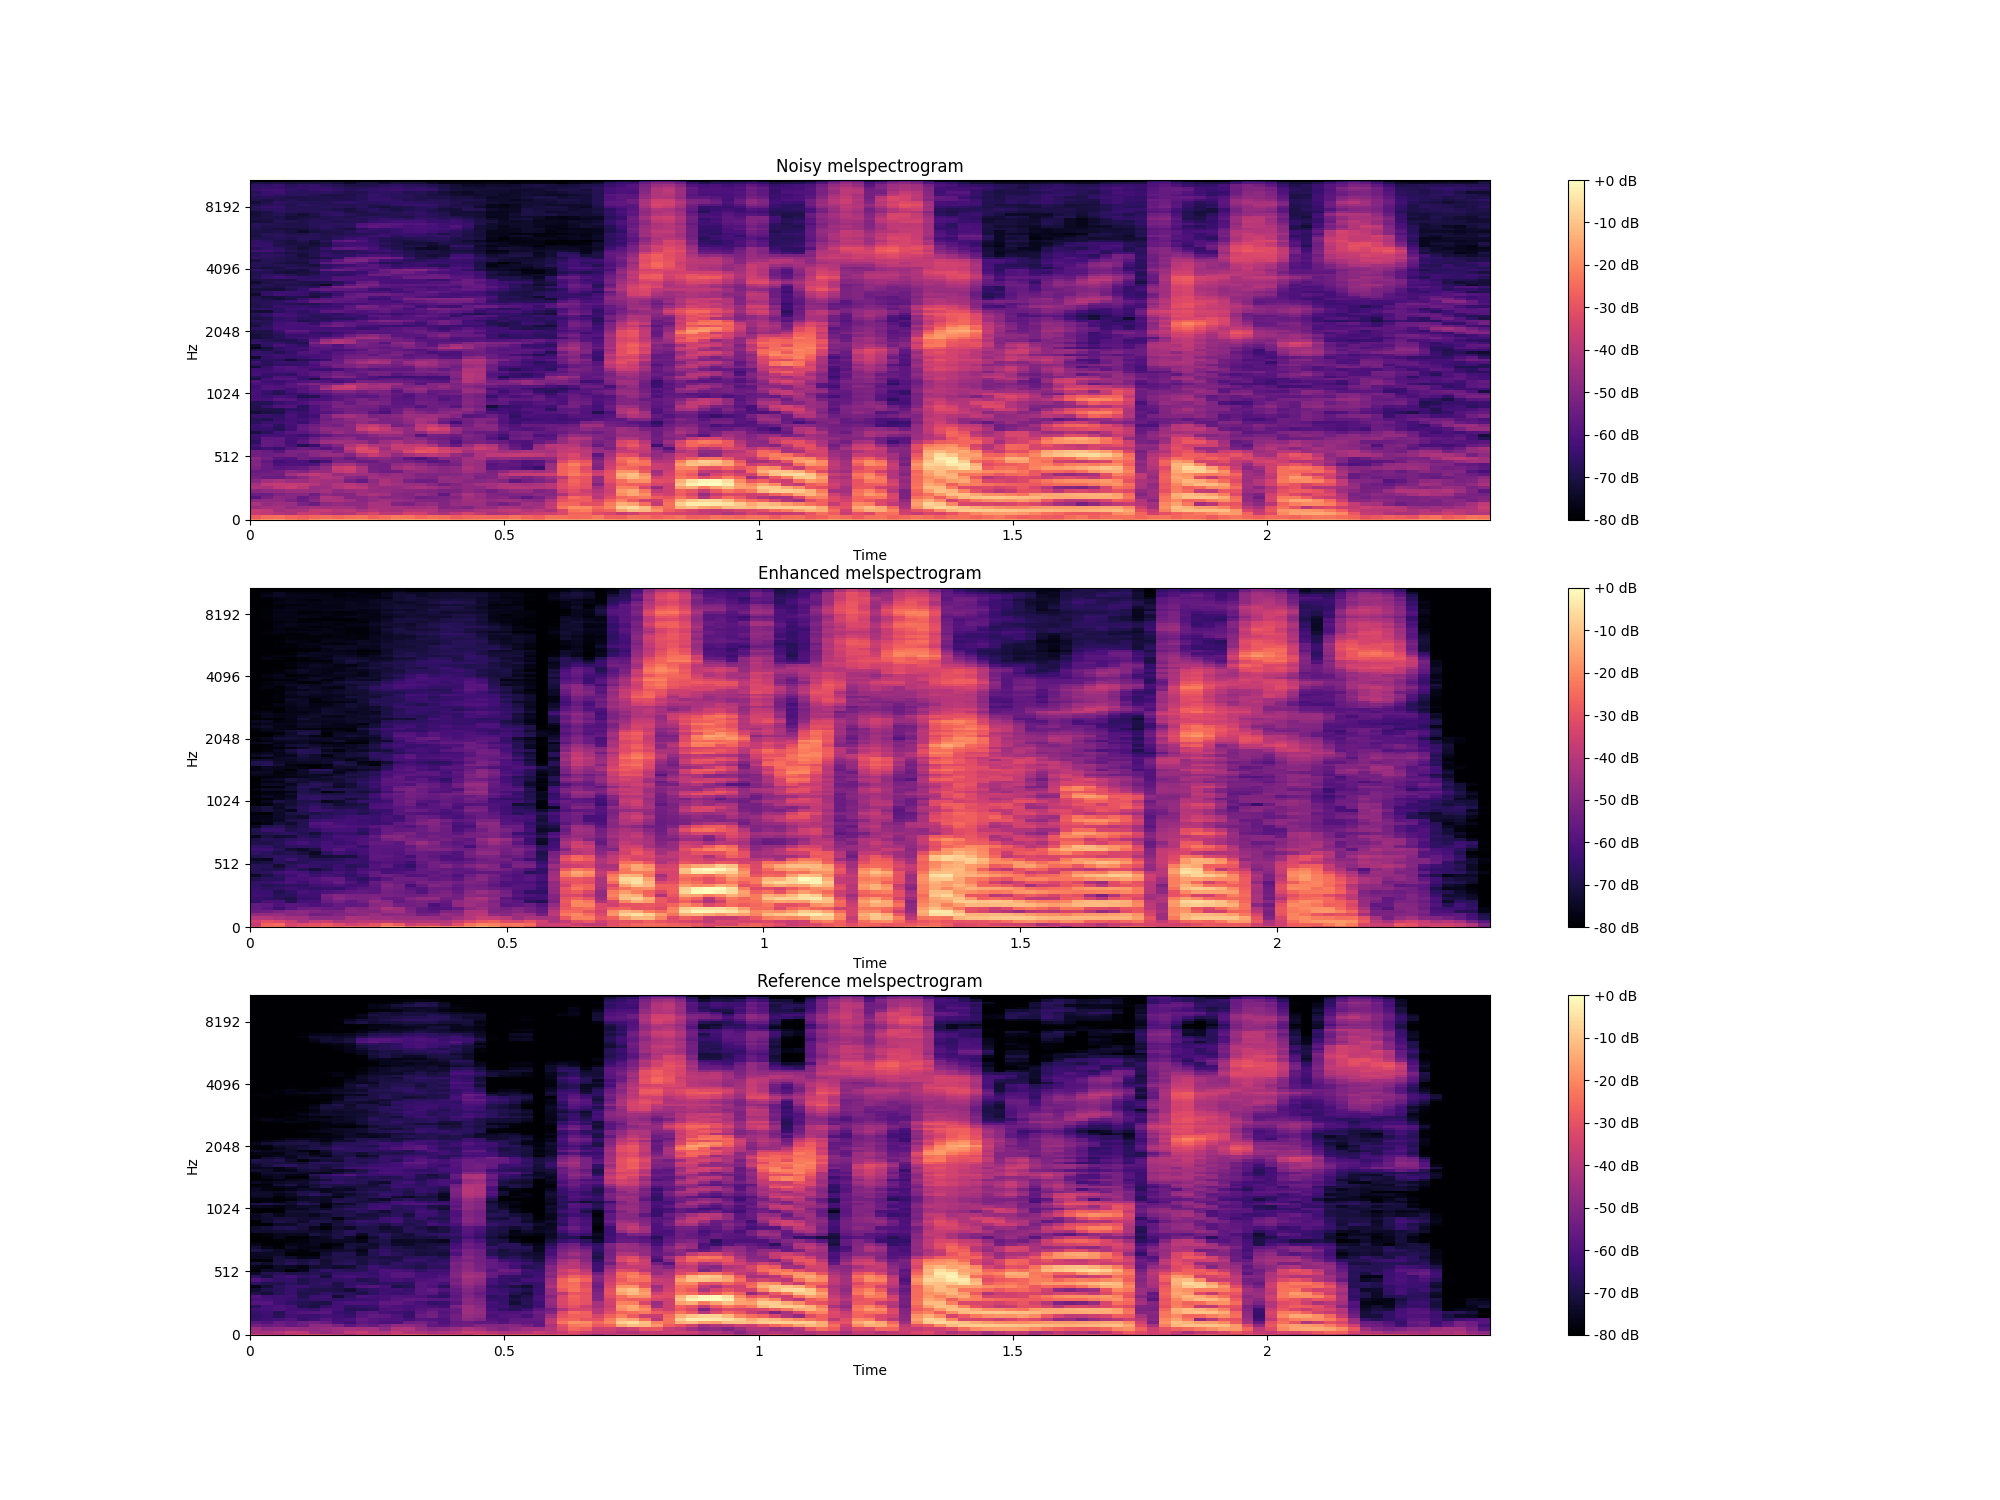 Noisy melspectrogram
8192
4096
2048
1024
512
0
Hz
0 0.5 1 1.5 2
Time
+0 dB
-10 dB
-20 dB
-30 dB
-40 dB
-50 dB
-60 dB
-70 dB
-80 dB
Enhanced melspectrogram
8192
4096
2048
1024
512
0
Hz
0 0.5 1 1.5 2
Time
+0 dB
-10 dB
-20 dB
-30 dB
-40 dB
-50 dB
-60 dB
-70 dB
-80 dB
Reference melspectrogram
8192
4096
2048
1024
512
0
Hz
0 0.5 1 1.5 2
Time
+0 dB
-10 dB
-20 dB
-30 dB
-40 dB
-50 dB
-60 dB
-70 dB
-80 dB